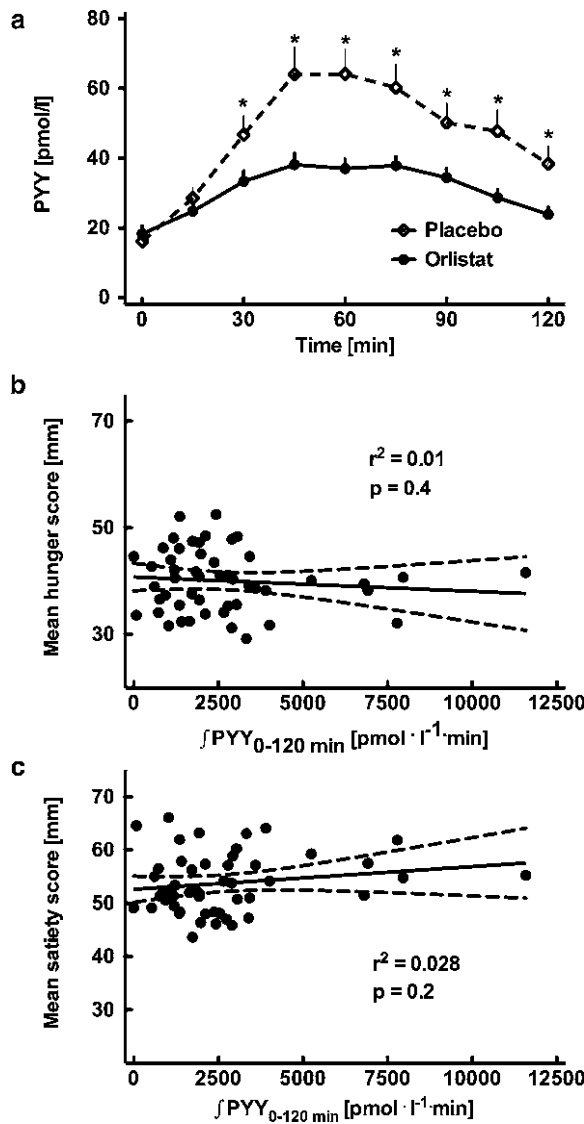 a
80
60
40
20
0
PYY [pmol/l]
* * * * * * *
Placebo
Orlistat
0 30 60 90 120
Time [min]
b
70
50
30
Mean hunger score [mm]
r² = 0.01
p = 0.4
0 2500 5000 7500 10000 12500
∫PYY0-120 min [pmol · l-1·min]
c
70
60
50
40
30
Mean satiety score [mm]
r² = 0.028
p = 0.2
0 2500 5000 7500 10000 12500
∫PYY0-120 min [pmol · l-1·min]